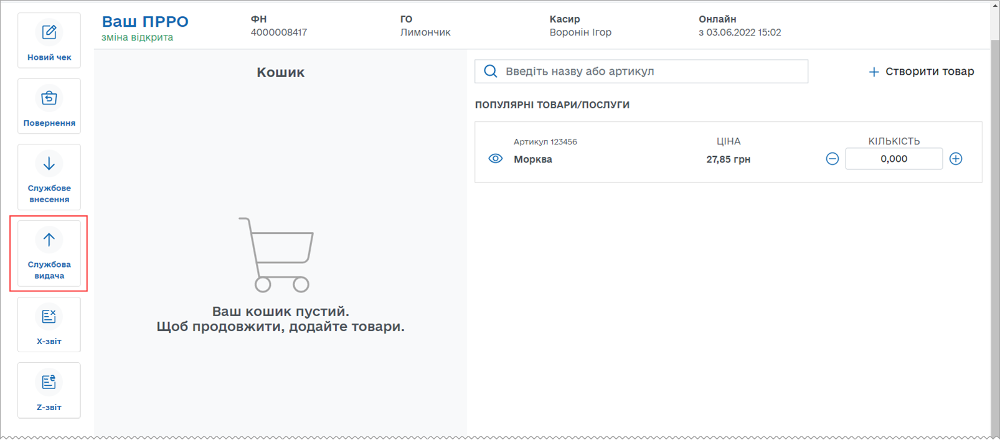 Новий чек
Повернення
Службове
внесення
Службова
видача
X-звіт
Z-звіт
Ваш ПРРО
зміна відкрита
ФН
4000008417
ГО
Лимончик
Касир
Воронін Ігор
Онлайн
з 03.06.2022 15:02
Кошик
Ваш кошик пустий.
Щоб продовжити, додайте товари.
Введіть назву або артикул
Створити товар
ПОПУЛЯРНІ ТОВАРИ/ПОСЛУГИ
Артикул 123456
Морква
ЦІНА
27,85 грн
КІЛЬКІСТЬ
0,000